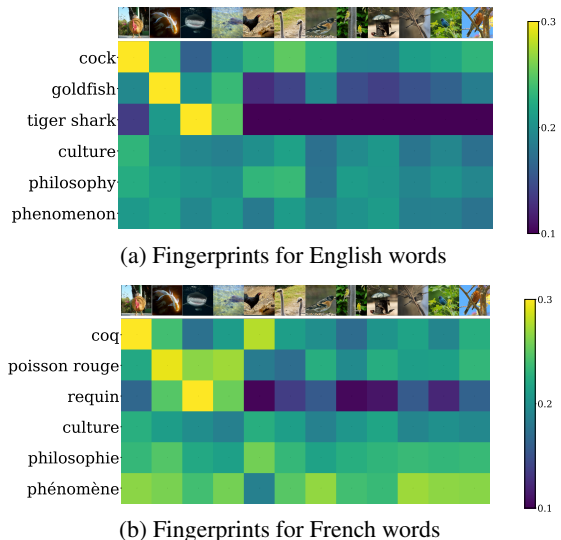 cock
goldfish
tiger shark
culture
philosophy
phenomenon
0.3
0.2
0.1
(a) Fingerprints for English words
coq
poisson rouge
requin
culture
philosophie
phénomène
0.3
0.2
0.1
(b) Fingerprints for French words